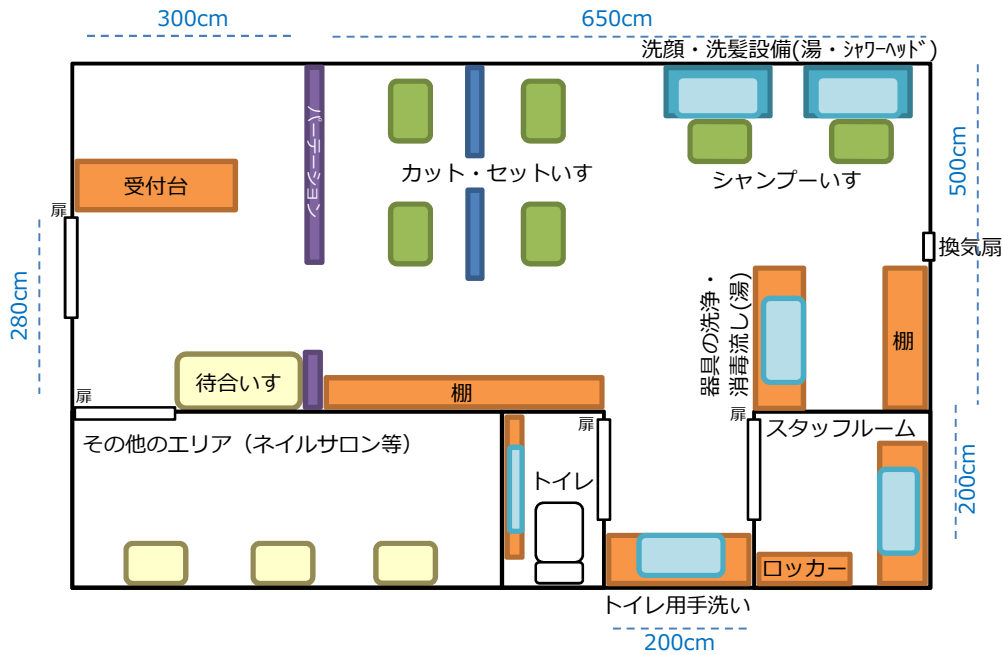 300cm
650cm
洗顔・洗髪設備(湯・ｼｬﾜｰﾍｯﾄﾞ)
パーテーション
カット・セットいす
シャンプーいす
500cm
受付台
扉
換気扇
280cm
器具の洗浄・
消毒流し(湯)
棚
待合いす
棚
扉
扉
扉
スタッフルーム
その他のエリア（ネイルサロン等）
トイレ
200cm
ロッカー
トイレ用手洗い
200cm